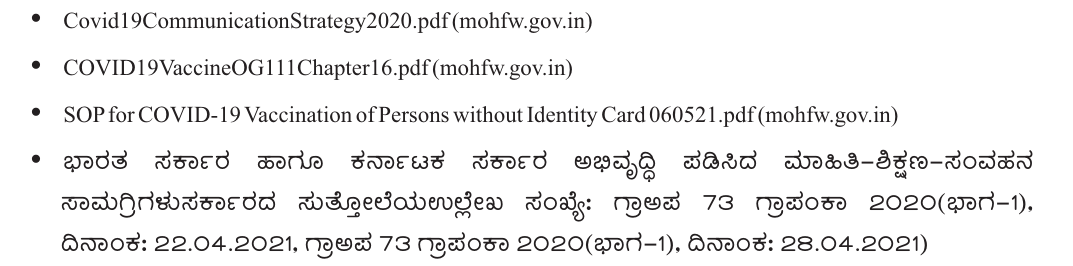 • Covid19CommunicationStrategy2020.pdf (mohfw.gov.in)
• COVID19VaccineOG111Chapter16.pdf (mohfw.gov.in)
• SOP for COVID-19 Vaccination of Persons without Identity Card 060521.pdf (mohfw.gov.in)
• ಭಾರತ ಸರ್ಕಾರ ಹಾಗೂ ಕರ್ನಾಟಕ ಸರ್ಕಾರ ಅಭಿವೃದ್ಧಿ ಪಡಿಸಿದ ಮಾಹಿತಿ-ಶಿಕ್ಷಣ-ಸಂವಹನ
ಸಾಮಗ್ರಿಗಳುಸರ್ಕಾರದ ಸುತ್ತೋಲೆಯಉಲ್ಲೇಖ ಸಂಖ್ಯೆ: ಗ್ರಾಅಪ 73 ಗ್ರಾಪಂಕಾ 2020(ಭಾಗ-1),
ದಿನಾಂಕ: 22.04.2021, ಗ್ರಾಅಪ 73 ಗ್ರಾಪಂಕಾ 2020(ಭಾಗ-1), ದಿನಾಂಕ: 28.04.2021)